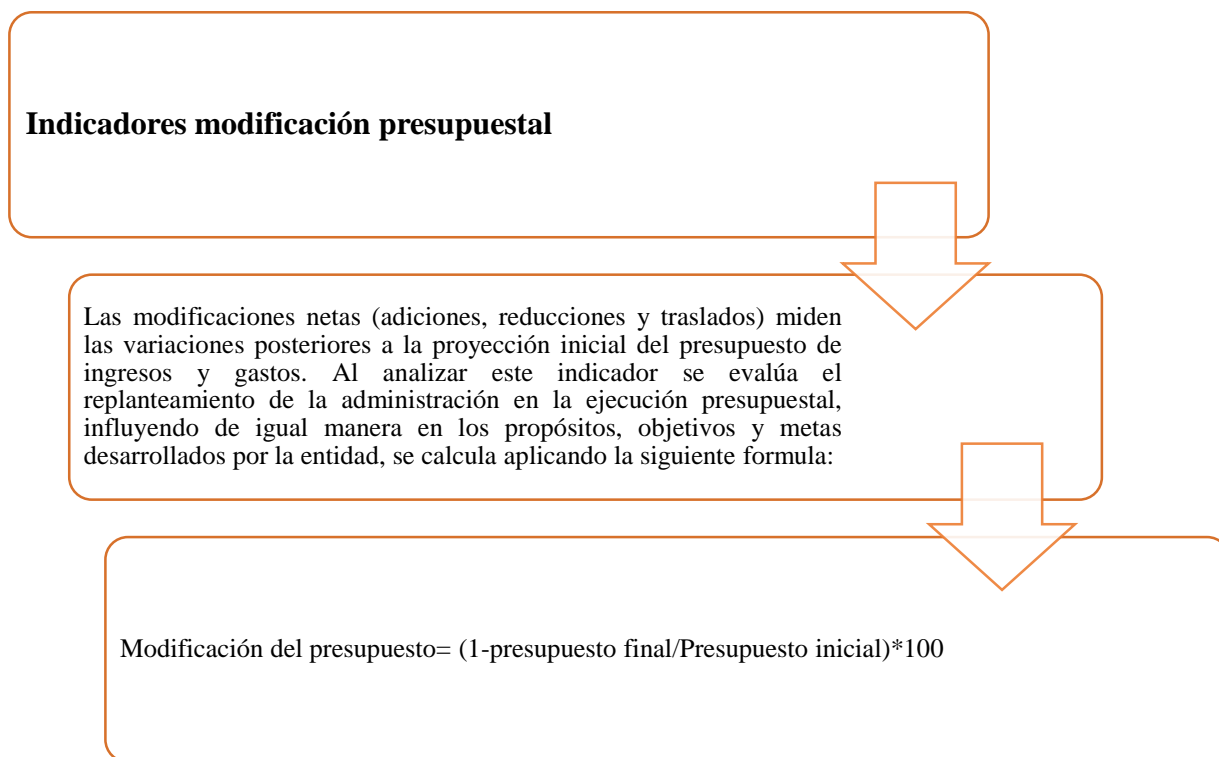 Indicadores modificación presupuestal
Las modificaciones netas (adiciones, reducciones y traslados) miden
las variaciones posteriores a la proyección inicial del presupuesto de
ingresos y gastos. Al analizar este indicador se evalúa el
replanteamiento de la administración en la ejecución presupuestal,
influyendo de igual manera en los propósitos, objetivos y metas
desarrollados por la entidad, se calcula aplicando la siguiente formula:
Modificación del presupuesto= (1-presupuesto final/Presupuesto inicial)*100